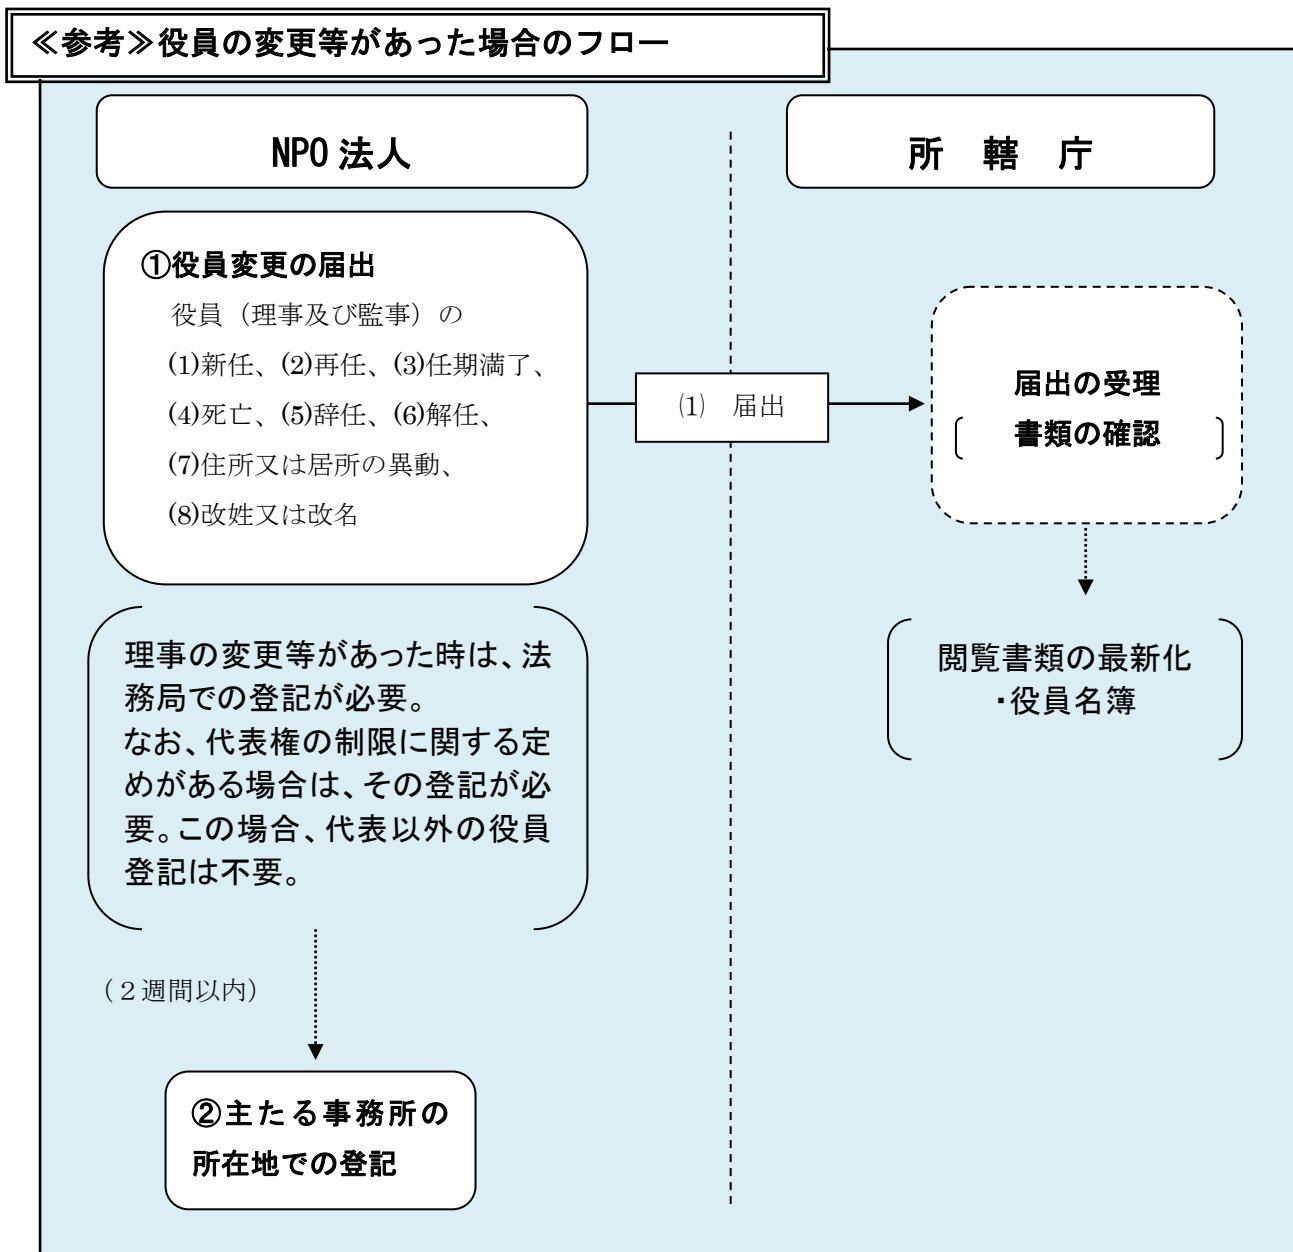 ≪参考≫役員の変更等があった場合のフロー
NPO 法人
所　轄　庁
①役員変更の届出
役員（理事及び監事）の
(1)新任、(2)再任、(3)任期満了、
(4)死亡、(5)辞任、(6)解任、
(7)住所又は居所の異動、
(8)改姓又は改名
⑴　届出
届出の受理
書類の確認
理事の変更等があった時は、法
務局での登記が必要。
なお、代表権の制限に関する定
めがある場合は、その登記が必
要。この場合、代表以外の役員
登記は不要。
閲覧書類の最新化
・役員名簿
（２週間以内）
②主たる事務所の
所在地での登記